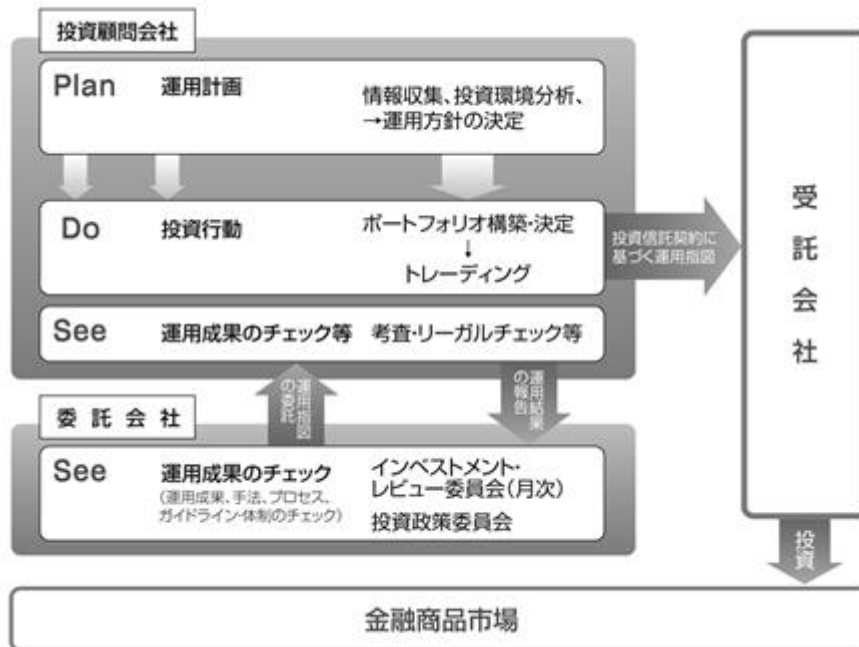 投資顧問会社
Plan 運用計画
情報収集、投資環境分析、
→運用方針の決定
Do 投資行動
ポートフォリオ構築・決定
↓
トレーディング
投資信託契約に
基づく運用指図
See 運用成果のチェック等 考査・リーガルチェック等
運用指図
の委託
運用結果
の報告
委託会社
See 運用成果のチェック
(運用成果、手法、プロセス、
ガイドライン・体制のチェック)
インベストメント・
レビュー委員会(月次)
投資政策委員会
受託会社
投資
金融商品市場